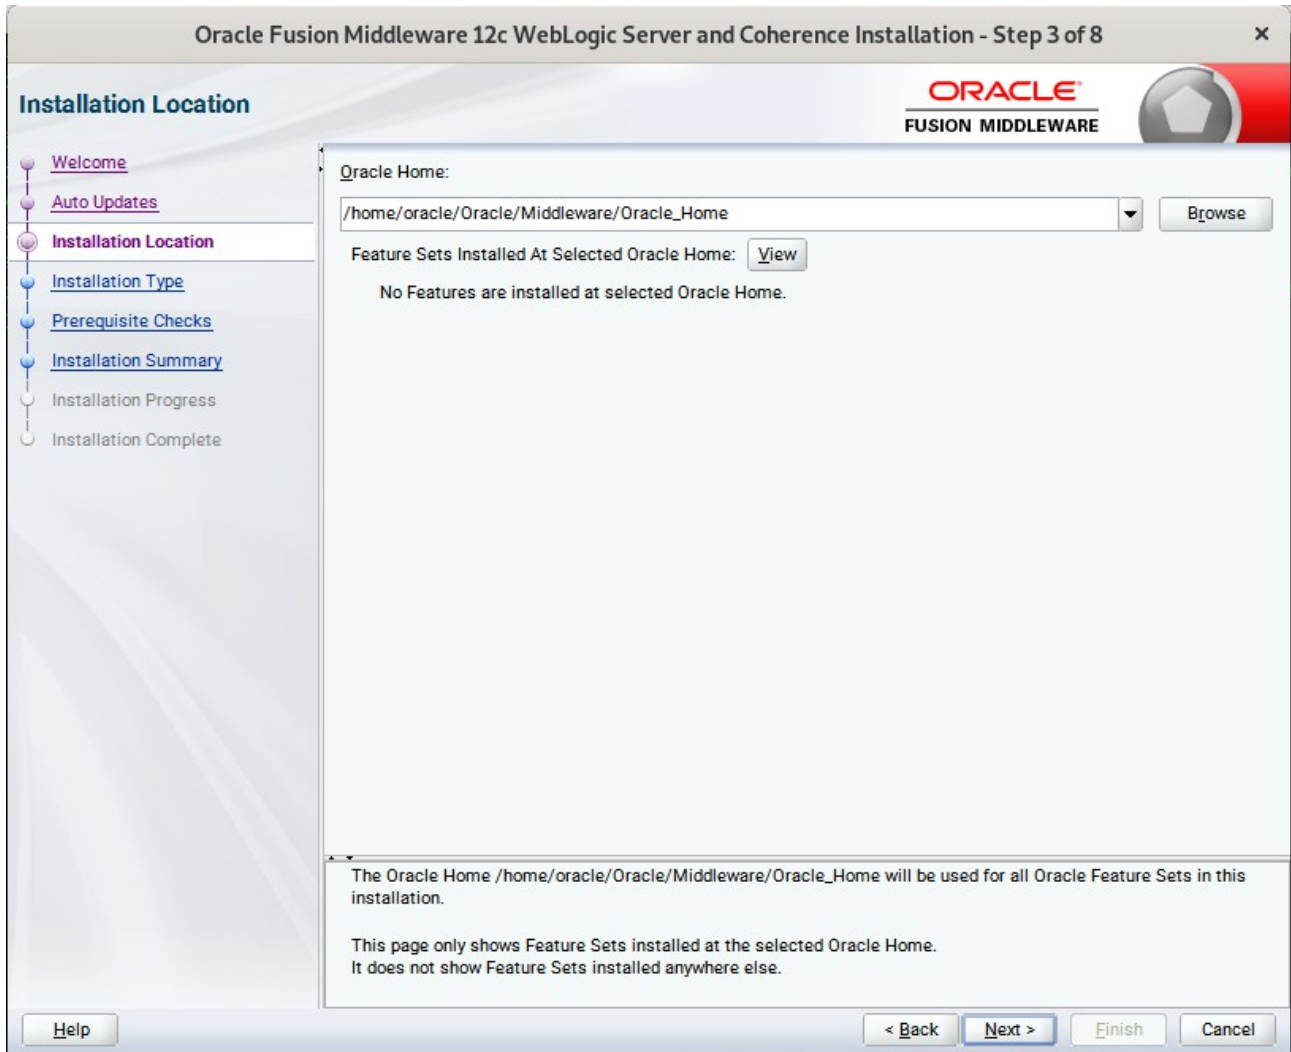 Oracle Fusion Middleware 12c WebLogic Server and Coherence Installation - Step 3 of 8
Installation Location
ORACLE
FUSION MIDDLEWARE
Welcome
Auto Updates
Installation Location
Installation Type
Prerequisite Checks
Installation Summary
Installation Progress
Installation Complete
Oracle Home:
/home/oracle/Oracle/Middleware/Oracle_Home
Browse
Feature Sets Installed At Selected Oracle Home:
View
No Features are installed at selected Oracle Home.
The Oracle Home /home/oracle/Oracle/Middleware/Oracle_Home will be used for all Oracle Feature Sets in this
installation.
This page only shows Feature Sets installed at the selected Oracle Home.
It does not show Feature Sets installed anywhere else.
Help
< Back
Next >
Finish
Cancel